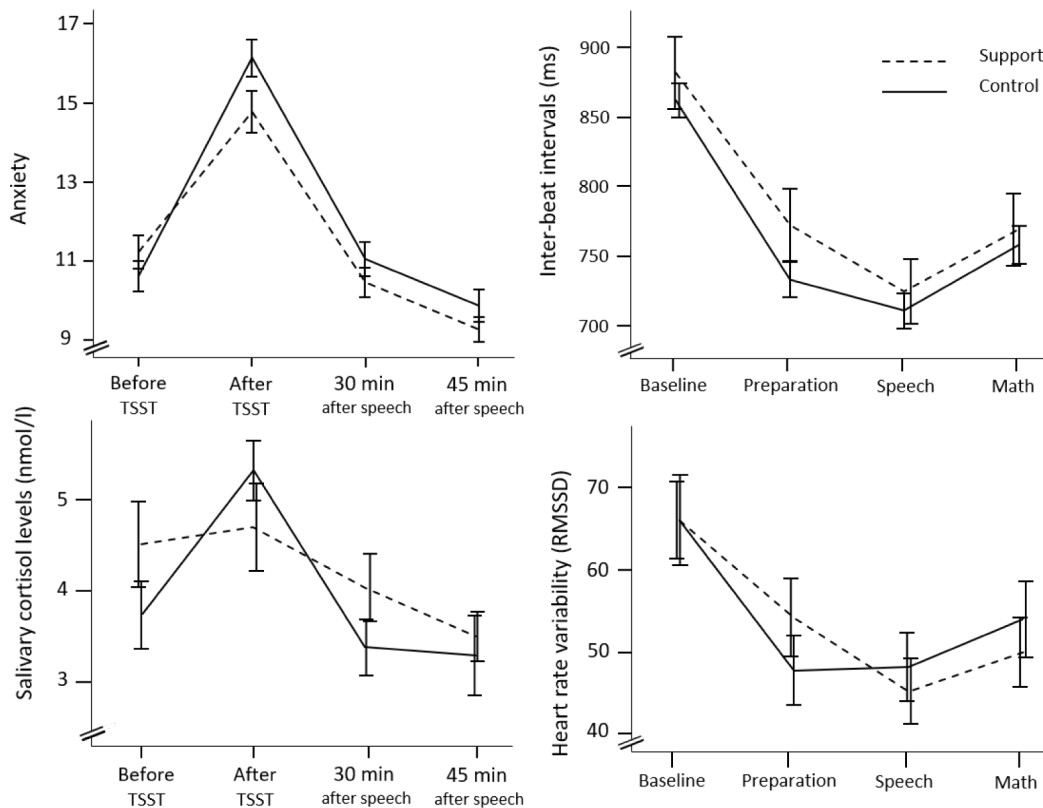 Anxiety
17
15
13
11
9
Before
TSST
After
TSST
30 min
after speech
45 min
after speech
Inter-beat intervals (ms)
900
850
800
750
700
Support
Control
Baseline
Preparation
Speech
Math
Salivary cortisol levels (nmol/l)
5
4
3
Before
TSST
After
TSST
30 min
after speech
45 min
after speech
Heart rate variability (RMSSD)
70
60
50
40
Baseline
Preparation
Speech
Math